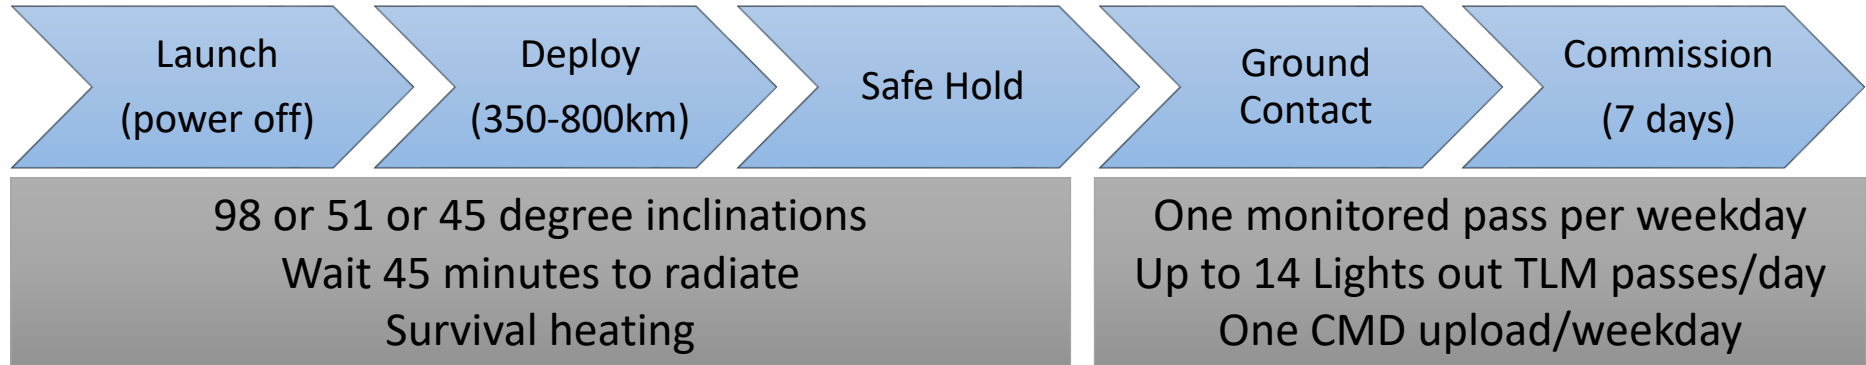 Launch
(power off)
Deploy
(350-800km)
Safe Hold
Ground
Contact
Commission
(7 days)
98 or 51 or 45 degree inclinations
Wait 45 minutes to radiate
Survival heating
One monitored pass per weekday
Up to 14 Lights out TLM passes/day
One CMD upload/weekday